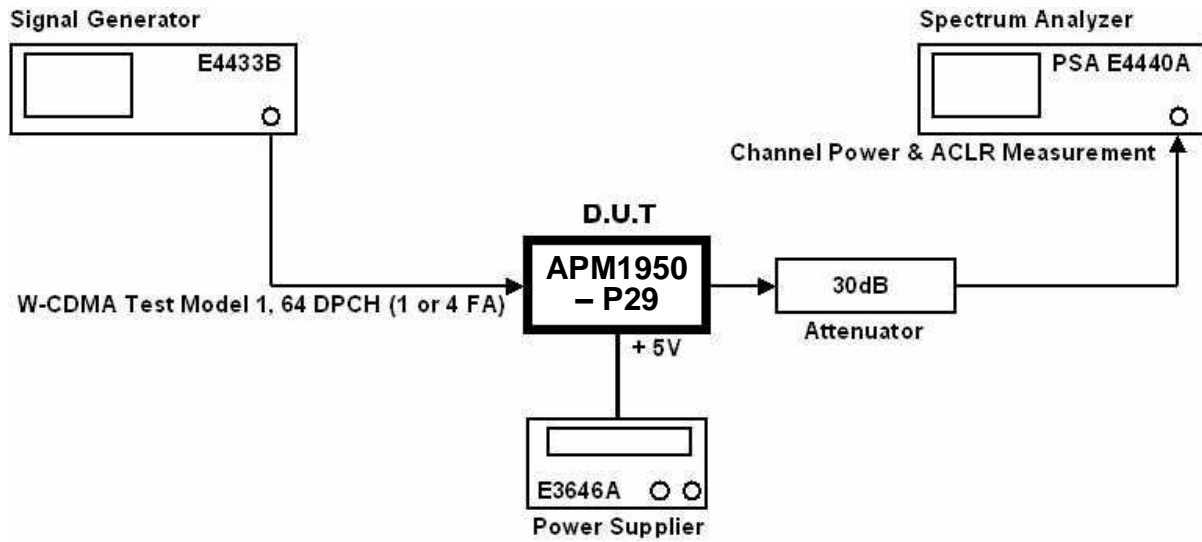 Signal Generator
E4433B
Spectrum Analyzer
PSA E4440A
Channel Power & ACLR Measurement
D.U.T
APM1950
– P29
W-CDMA Test Model 1, 64 DPCH (1 or 4 FA)
30dB
Attenuator
+ 5V
E3646A
Power Supplier